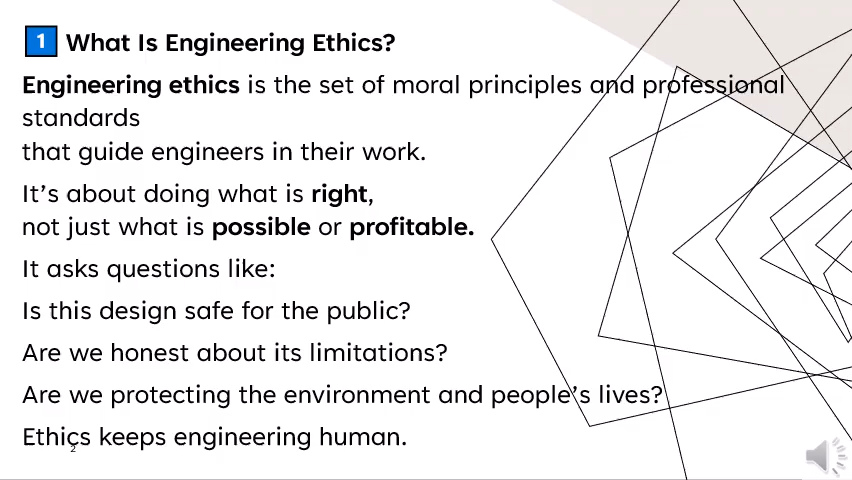 1 What Is Engineering Ethics?
Engineering ethics is the set of moral principles and professional
standards
that guide engineers in their work.
It’s about doing what is right,
not just what is possible or profitable.
It asks questions like:
Is this design safe for the public?
Are we honest about its limitations?
Are we protecting the environment and people’s lives?
Ethics keeps engineering human.
2